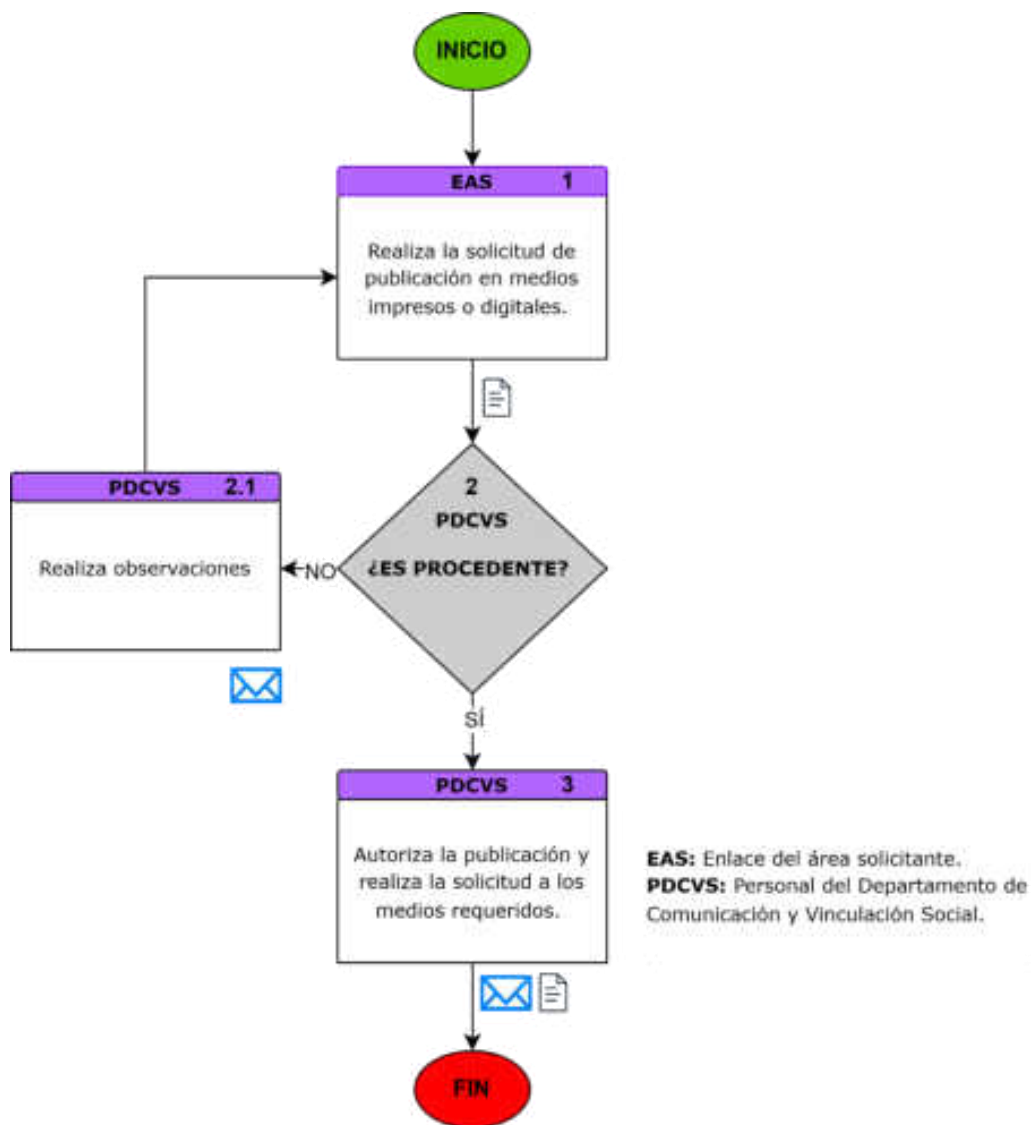 INICIO
EAS 1
Realiza la solicitud de
publicación en medios
impresos o digitales.
2
PDCVS
¿ES PROCEDENTE?
NO
PDCVS 2.1
Realiza observaciones
SÍ
PDCVS 3
Autoriza la publicación y
realiza la solicitud a los
medios requeridos.
EAS: Enlace del área solicitante.
PDCVS: Personal del Departamento de
Comunicación y Vinculación Social.
FIN